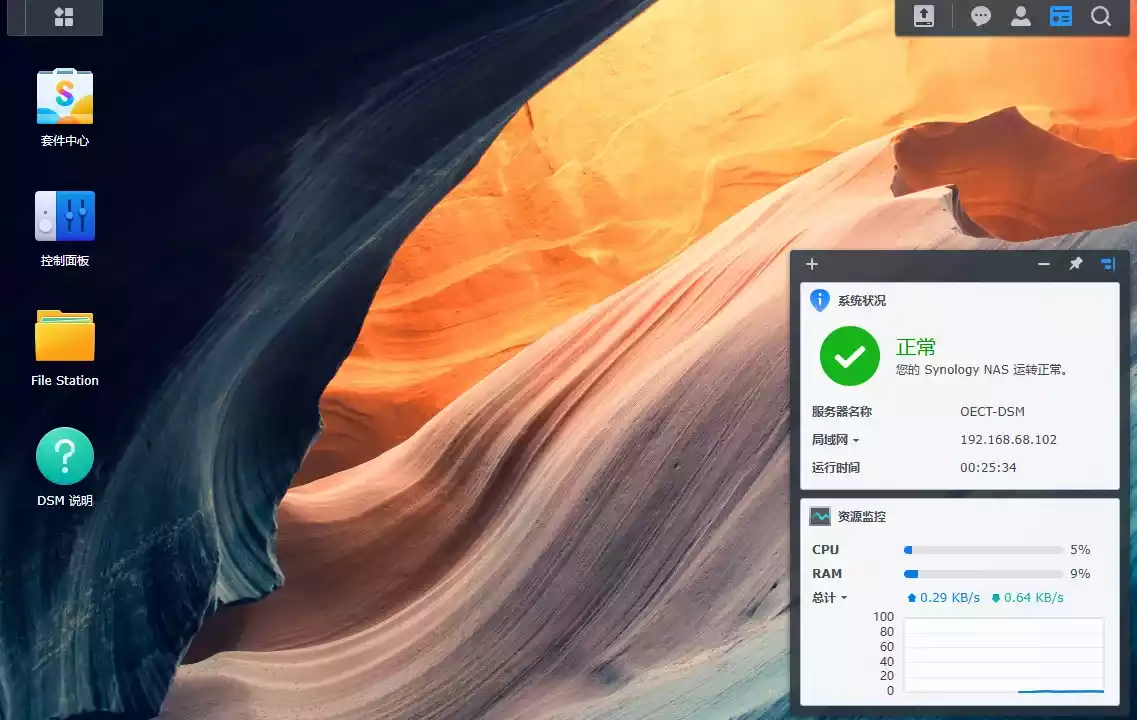 套件中心
控制面板
File Station
DSM 说明
系统状况
正常
您的 Synology NAS 运转正常。
服务器名称 OECT-DSM
局域网 192.168.68.102
运行时间 00:25:34
资源监控
CPU 5%
RAM 9%
总计 0.29 KB/s 0.64 KB/s
100
80
60
40
20
0